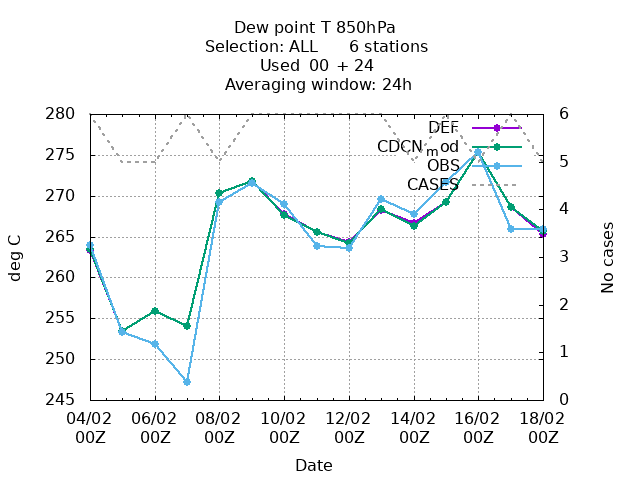 Dew point T 850hPa
Selection: ALL 6 stations
Used 00 + 24
Averaging window: 24h
280
275
270
265
260
255
250
245
deg C
6
5
4
3
2
1
0
No cases
DEF
CDCN_mod
OBS
CASES
04/02 06/02 08/02 10/02 12/02 14/02 16/02 18/02
00Z 00Z 00Z 00Z 00Z 00Z 00Z 00Z
Date